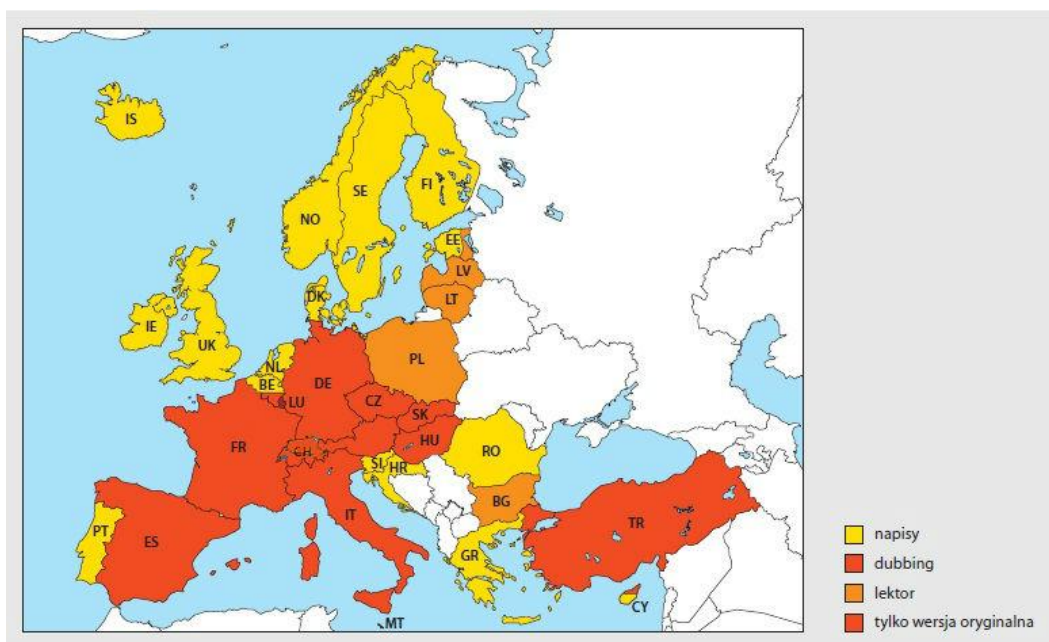 IS
FI
SE
NO
EE
LV
DK
LT
IE
UK
NL
PL
BE
DE
LU
CZ
SK
FR
CH
HU
SI
HR
RO
BG
IT
PT
ES
TR
GR
CY
MT
napisy
dubbing
lektor
tylko wersja oryginalna